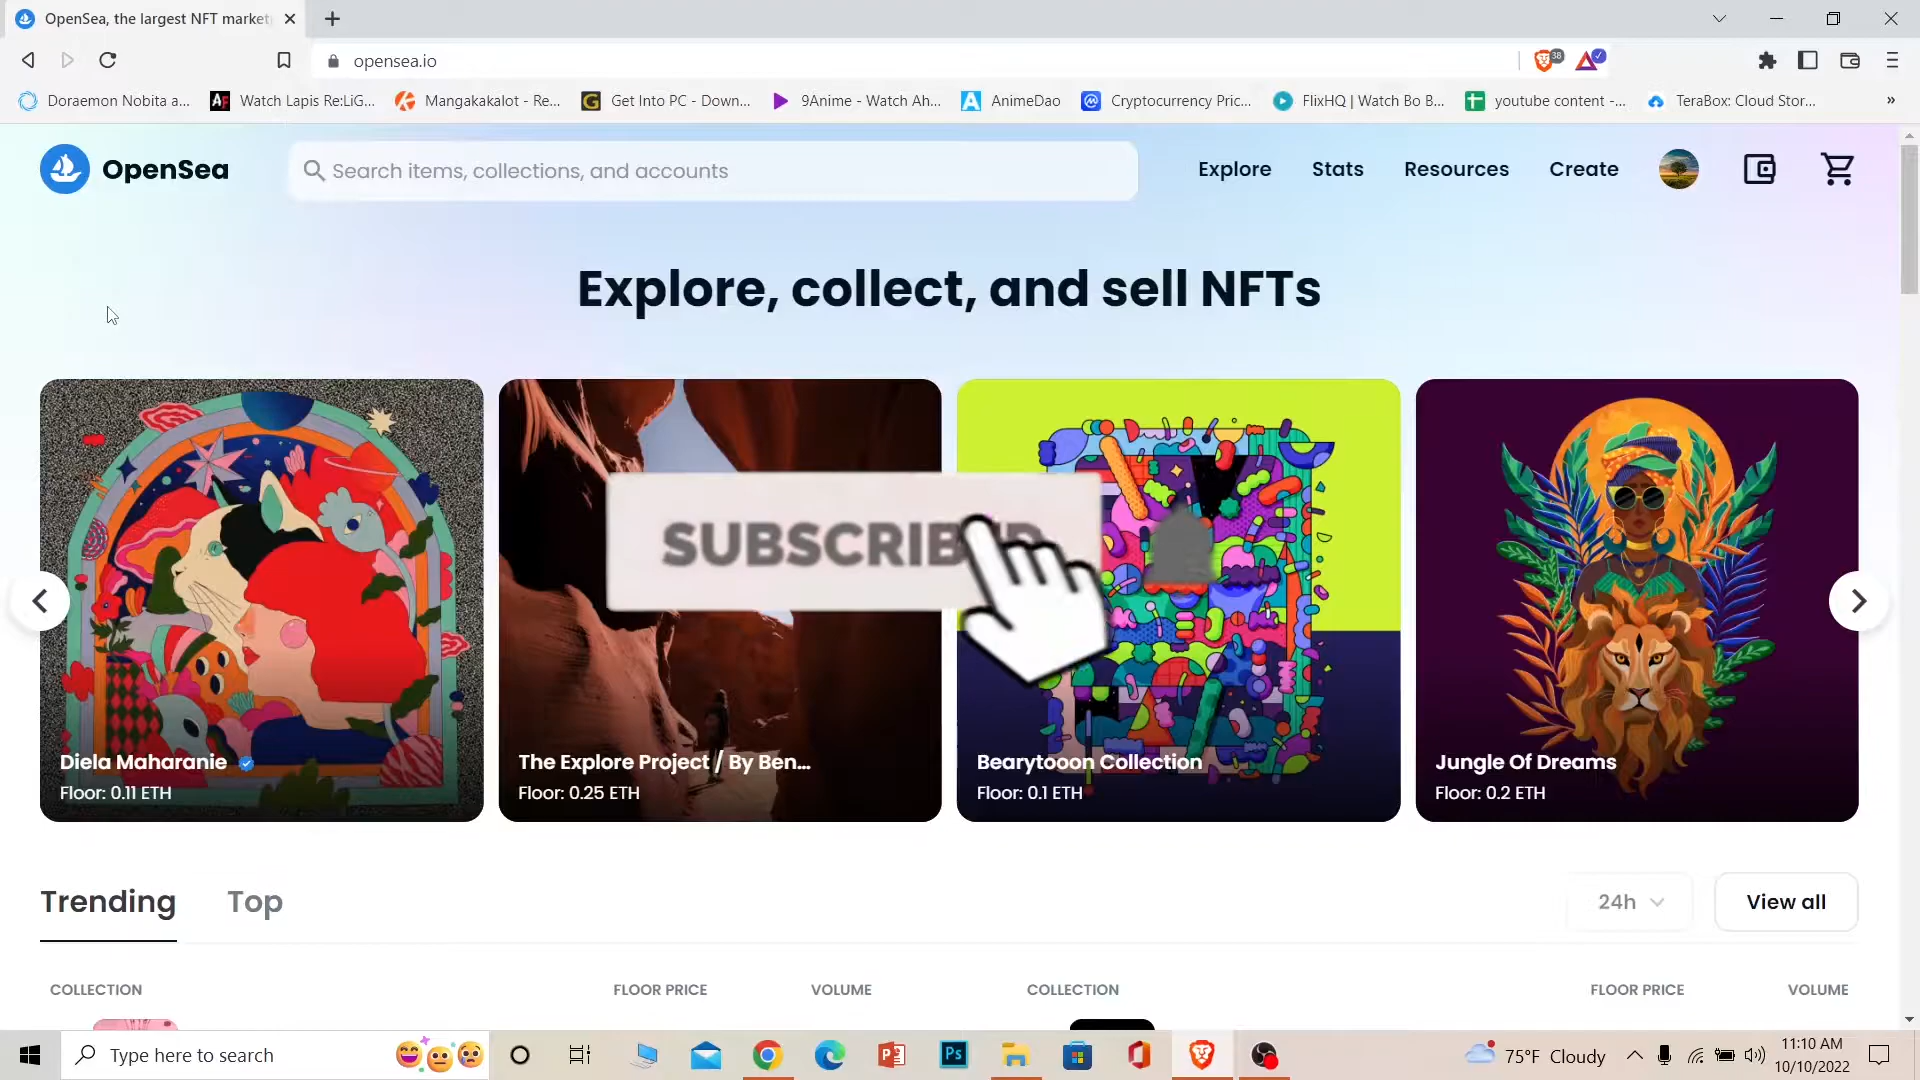 OpenSea, the largest NFT market
opensea.io
38
Doraemon Nobita a...
Watch Lapis Re:LiG...
Mangakakalot - Re...
Get Into PC - Down...
9Anime - Watch Ah...
AnimeDao
Cryptocurrency Pric...
FlixHQ | Watch Bo B...
youtube content -...
TeraBox: Cloud Stor...
»
OpenSea
Search items, collections, and accounts
Explore
Stats
Resources
Create
Explore, collect, and sell NFTs
SUBSCRIBED
Diela Maharanie
Floor: 0.11 ETH
The Explore Project / By Ben...
Floor: 0.25 ETH
Bearytooon Collection
Floor: 0.1 ETH
Jungle Of Dreams
Floor: 0.2 ETH
Trending
Top
24h
View all
COLLECTION
FLOOR PRICE
VOLUME
COLLECTION
FLOOR PRICE
VOLUME
Type here to search
Ps
75°F Cloudy
11:10 AM
10/10/2022